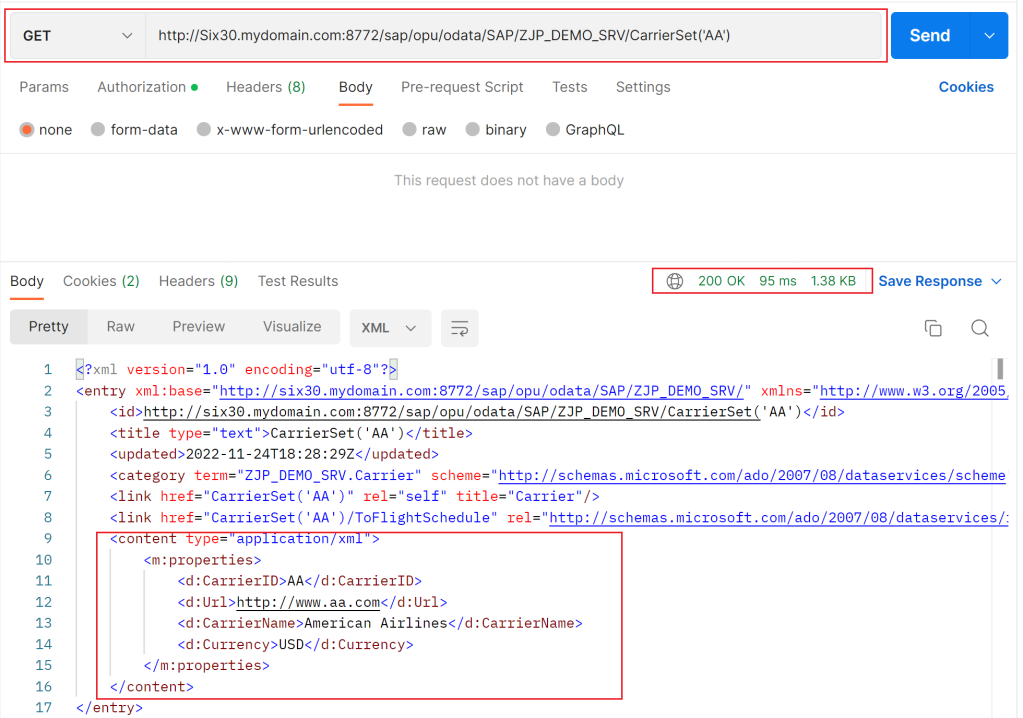 GET http://Six30.mydomain.com:8772/sap/opu/odata/SAP/ZJP_DEMO_SRV/CarrierSet('AA') Send
Params Authorization Headers (8) Body Pre-request Script Tests Settings Cookies
none form-data x-www-form-urlencoded raw binary GraphQL
This request does not have a body
Body Cookies (2) Headers (9) Test Results 200 OK 95 ms 1.38 KB Save Response
Pretty Raw Preview Visualize XML
1 <?xml version="1.0" encoding="utf-8"?>
2 <entry xml:base="http://six30.mydomain.com:8772/sap/opu/odata/SAP/ZJP_DEMO_SRV/" xmlns="http://www.w3.org/2005/
3 <id>http://six30.mydomain.com:8772/sap/opu/odata/SAP/ZJP_DEMO_SRV/CarrierSet('AA')</id>
4 <title type="text">CarrierSet('AA')</title>
5 <updated>2022-11-24T18:28:29Z</updated>
6 <category term="ZJP_DEMO_SRV.Carrier" scheme="http://schemas.microsoft.com/ado/2007/08/dataservices/scheme
7 <link href="CarrierSet('AA')" rel="self" title="Carrier"/>
8 <link href="CarrierSet('AA')/ToFlightSchedule" rel="http://schemas.microsoft.com/ado/2007/08/dataservices/
9 <content type="application/xml">
10 <m:properties>
11 <d:CarrierID>AA</d:CarrierID>
12 <d:Url>http://www.aa.com</d:Url>
13 <d:CarrierName>American Airlines</d:CarrierName>
14 <d:Currency>USD</d:Currency>
15 </m:properties>
16 </content>
17 </entry>